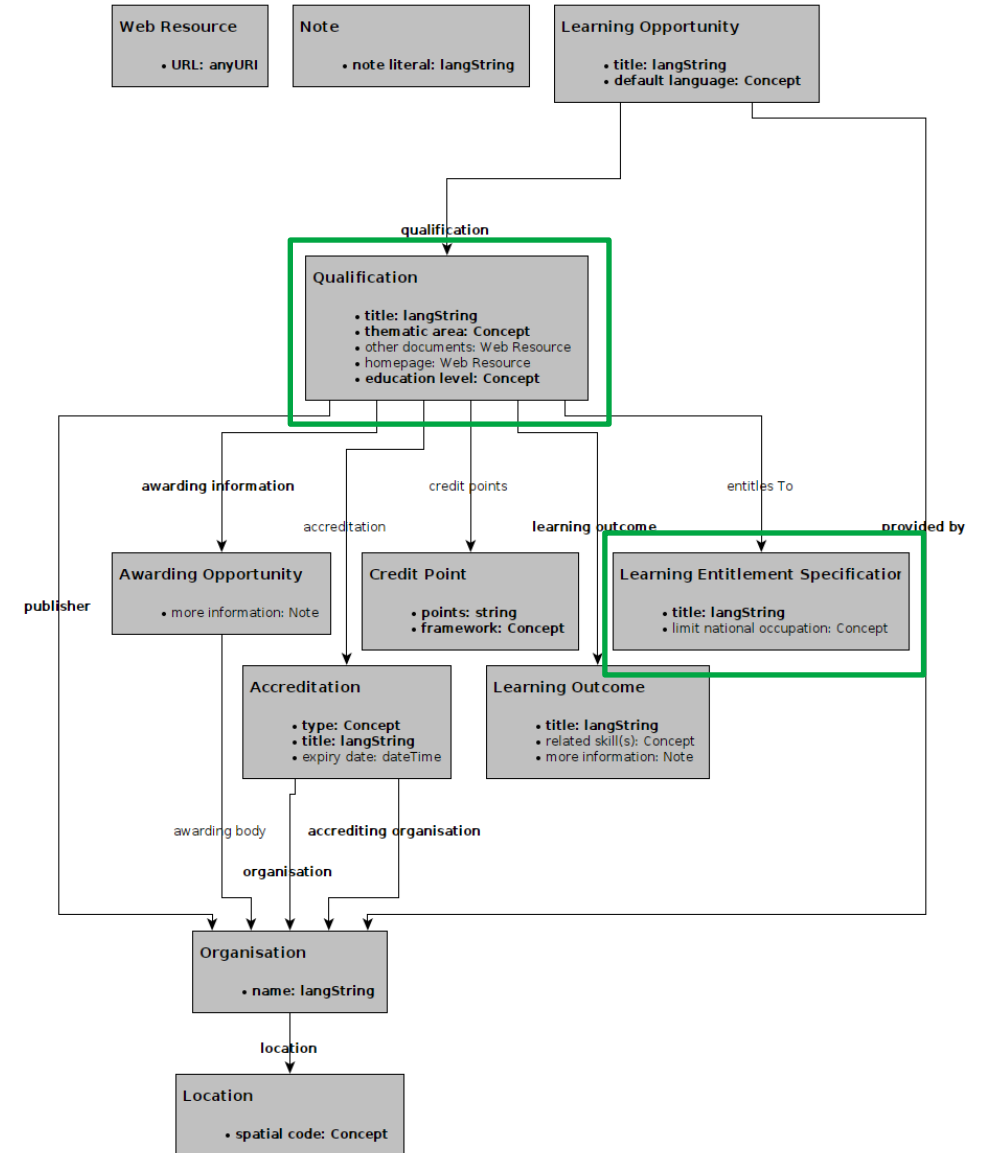 Web Resource
• URL: anyURI
Note
• note literal: langString
Learning Opportunity
• title: langString
• default language: Concept
qualification
Qualification
• title: langString
• thematic area: Concept
• other documents: Web Resource
• homepage: Web Resource
• education level: Concept
awarding information
credit points
entitles To
accreditation
learning outcome
provided by
Awarding Opportunity
• more information: Note
Credit Point
• points: string
• framework: Concept
Learning Entitlement Specification
• title: langString
• limit national occupation: Concept
publisher
Accreditation
• type: Concept
• title: langString
• expiry date: dateTime
Learning Outcome
• title: langString
• related skill(s): Concept
• more information: Note
awarding body
accrediting organisation
organisation
Organisation
• name: langString
location
Location
• spatial code: Concept